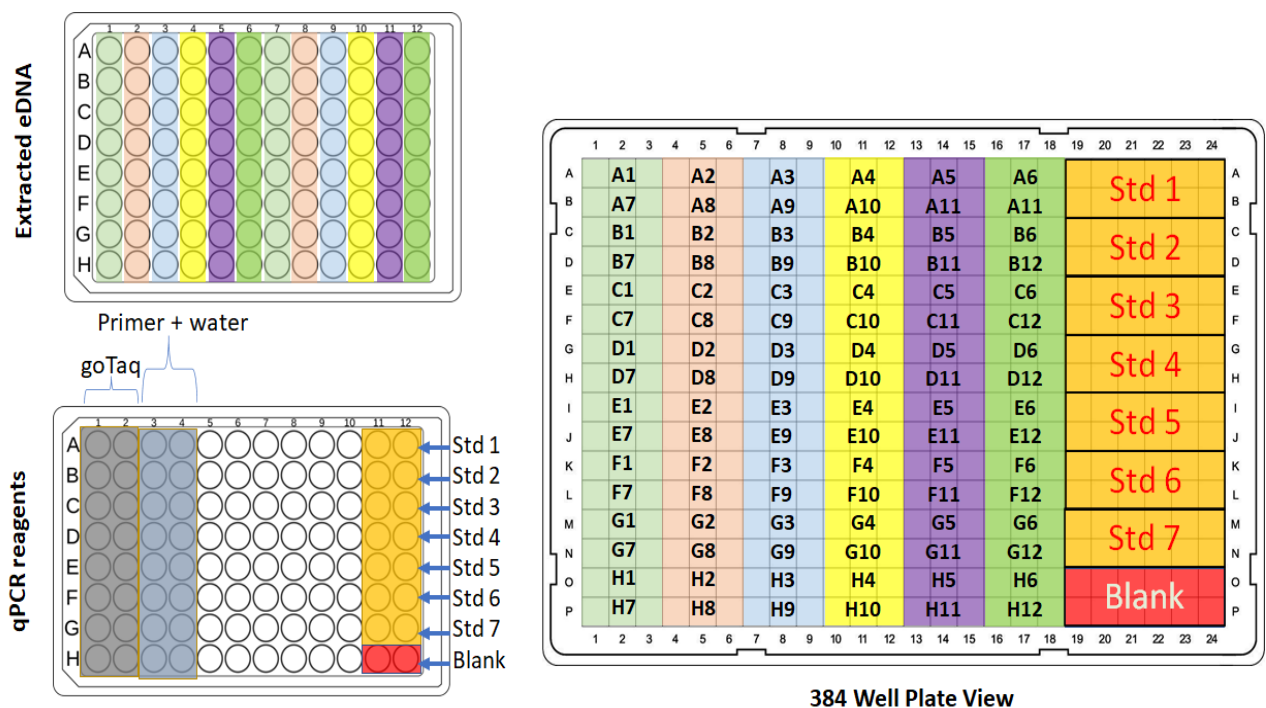 Extracted eDNA
1 2 3 4 5 6 7 8 9 10 11 12
A
B
C
D
E
F
G
H
Primer + water
goTaq
qPCR reagents
1 2 3 4 5 6 7 8 9 10 11 12
A Std 1
B Std 2
C Std 3
D Std 4
E Std 5
F Std 6
G Std 7
H Blank
1 2 3 4 5 6 7 8 9 10 11 12 13 14 15 16 17 18 19 20 21 22 23 24
A A1 A2 A3 A4 A5 A6 Std 1 A
B A7 A8 A9 A10 A11 A11 B
C B1 B2 B3 B4 B5 B6 Std 2 C
D B7 B8 B9 B10 B11 B12 D
E C1 C2 C3 C4 C5 C6 Std 3 E
F C7 C8 C9 C10 C11 C12 F
G D1 D2 D3 D4 D5 D6 Std 4 G
H D7 D8 D9 D10 D11 D12 H
I E1 E2 E3 E4 E5 E6 Std 5 I
J E7 E8 E9 E10 E11 E12 J
K F1 F2 F3 F4 F5 F6 Std 6 K
L F7 F8 F9 F10 F11 F12 L
M G1 G2 G3 G4 G5 G6 Std 7 M
N G7 G8 G9 G10 G11 G12 N
O H1 H2 H3 H4 H5 H6 Blank O
P H7 H8 H9 H10 H11 H12 P
1 2 3 4 5 6 7 8 9 10 11 12 13 14 15 16 17 18 19 20 21 22 23 24
384 Well Plate View